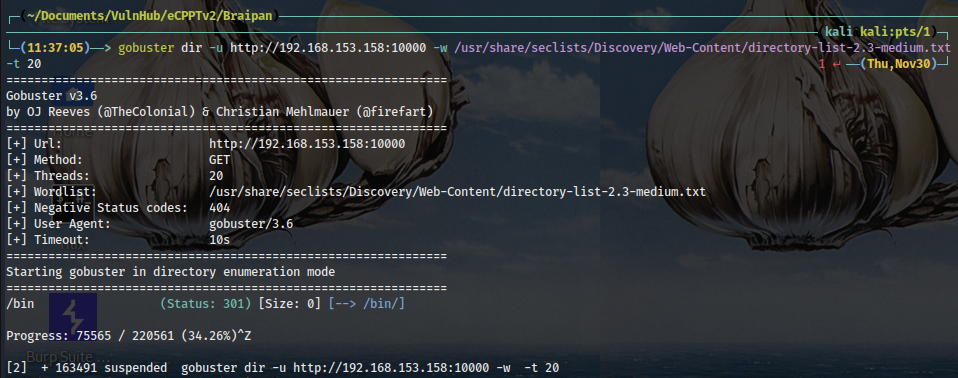 (~/Documents/VulnHub/eCPPTv2/Braipan)
(kali kali:pts/1)
(11:37:05)——> gobuster dir -u http://192.168.153.158:10000 -w /usr/share/seclists/Discovery/Web-Content/directory-list-2.3-medium.txt
-t 20 1 ↵ (Thu,Nov30)
===============================================================
Gobuster v3.6
by OJ Reeves (@TheColonial) & Christian Mehlmauer (@firefart)
===============================================================
[+] Url: http://192.168.153.158:10000
[+] Method: GET
[+] Threads: 20
[+] Wordlist: /usr/share/seclists/Discovery/Web-Content/directory-list-2.3-medium.txt
[+] Negative Status codes: 404
[+] User Agent: gobuster/3.6
[+] Timeout: 10s
===============================================================
Starting gobuster in directory enumeration mode
===============================================================
/bin (Status: 301) [Size: 0] [--> /bin/]
Progress: 75565 / 220561 (34.26%)^Z
Burp Suite ...
[2] + 163491 suspended gobuster dir -u http://192.168.153.158:10000 -w -t 20